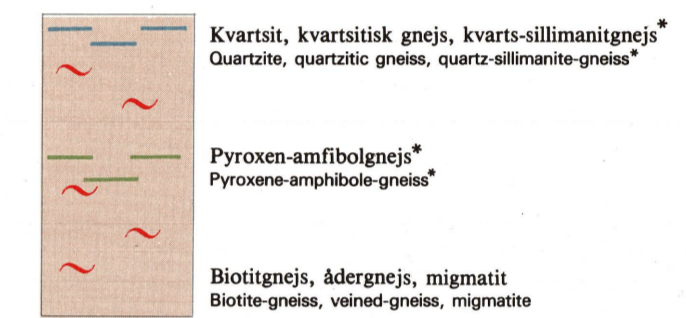 Kvartsit, kvartsitisk gnejs, kvarts-sillimanitgnejs*
Quartzite, quartzitic gneiss, quartz-sillimanite-gneiss*
Pyroxen-amfibolgnejs*
Pyroxene-amphibole-gneiss*
Biotitgnejs, ådergnejs, migmatit
Biotite-gneiss, veined-gneiss, migmatite